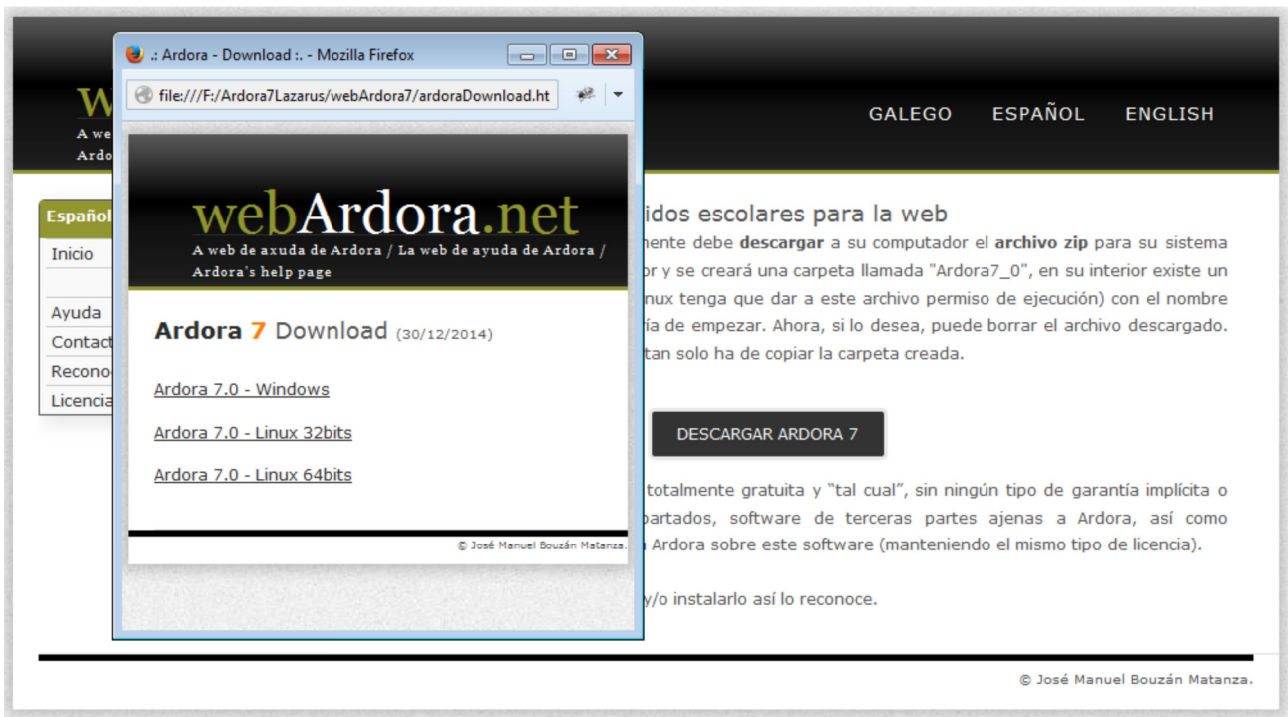 .: Ardora - Download :. - Mozilla Firefox
file:///F:/Ardora7Lazarus/webArdora7/ardoraDownload.ht
webArdora.net
A web de axuda de Ardora / La web de ayuda de Ardora /
Ardora's help page
Ardora 7 Download (30/12/2014)
Ardora 7.0 - Windows
Ardora 7.0 - Linux 32bits
Ardora 7.0 - Linux 64bits
© José Manuel Bouzán Matanza.
A we
Ardo
GALEGO ESPAÑOL ENGLISH
Español
Inicio
Ayuda
Contact
Recono
Licencia
idos escolares para la web
mente debe descargar a su computador el archivo zip para su sistema
or y se creará una carpeta llamada "Ardora7_0", en su interior existe un
inux tenga que dar a este archivo permiso de ejecución) con el nombre
ía de empezar. Ahora, si lo desea, puede borrar el archivo descargado.
tan solo ha de copiar la carpeta creada.
DESCARGAR ARDORA 7
totalmente gratuita y “tal cual”, sin ningún tipo de garantía implícita o
partados, software de terceras partes ajenas a Ardora, así como
Ardora sobre este software (manteniendo el mismo tipo de licencia).
y/o instalarlo así lo reconoce.
© José Manuel Bouzán Matanza.